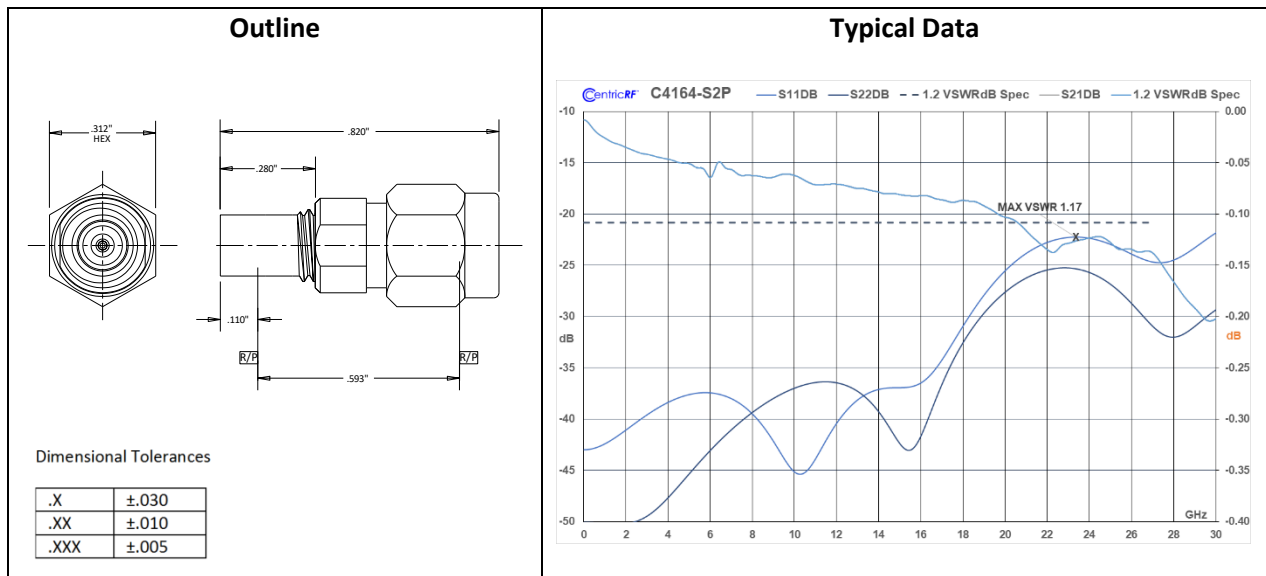 Outline
.312"
HEX
.820"
.280"
.110"
R/P
R/P
.593"
Dimensional Tolerances
.X ±.030
.XX ±.010
.XXX ±.005
Typical Data
CentricRF C4164-S2P S11DB S22DB 1.2 VSWRdB Spec S21DB 1.2 VSWRdB Spec
-10 0.00
-15 -0.05
MAX VSWR 1.17
-20 -0.10
-25 -0.15
-30 -0.20
dB dB
-35 -0.25
-40 -0.30
-45 -0.35
GHz
-50 -0.40
0 2 4 6 8 10 12 14 16 18 20 22 24 26 28 30